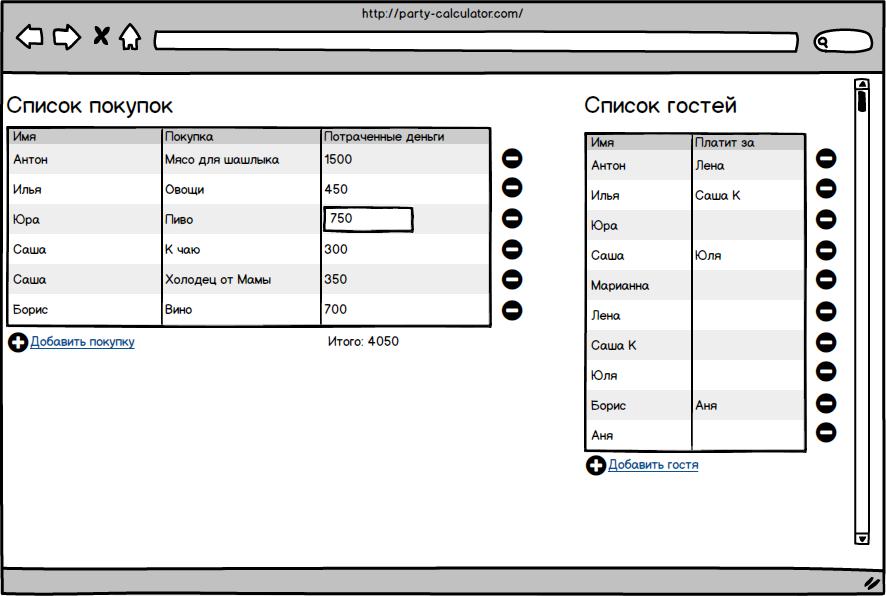 http://party-calculator.com/
Список покупок
Имя Покупка Потраченные деньги
Антон Мясо для шашлыка 1500
Илья Овощи 450
Юра Пиво 750
Саша К чаю 300
Саша Холодец от Мамы 350
Борис Вино 700
Добавить покупку Итого: 4050
Список гостей
Имя Платит за
Антон Лена
Илья Саша К
Юра
Саша Юля
Марианна
Лена
Саша К
Юля
Борис Аня
Аня
Добавить гостя